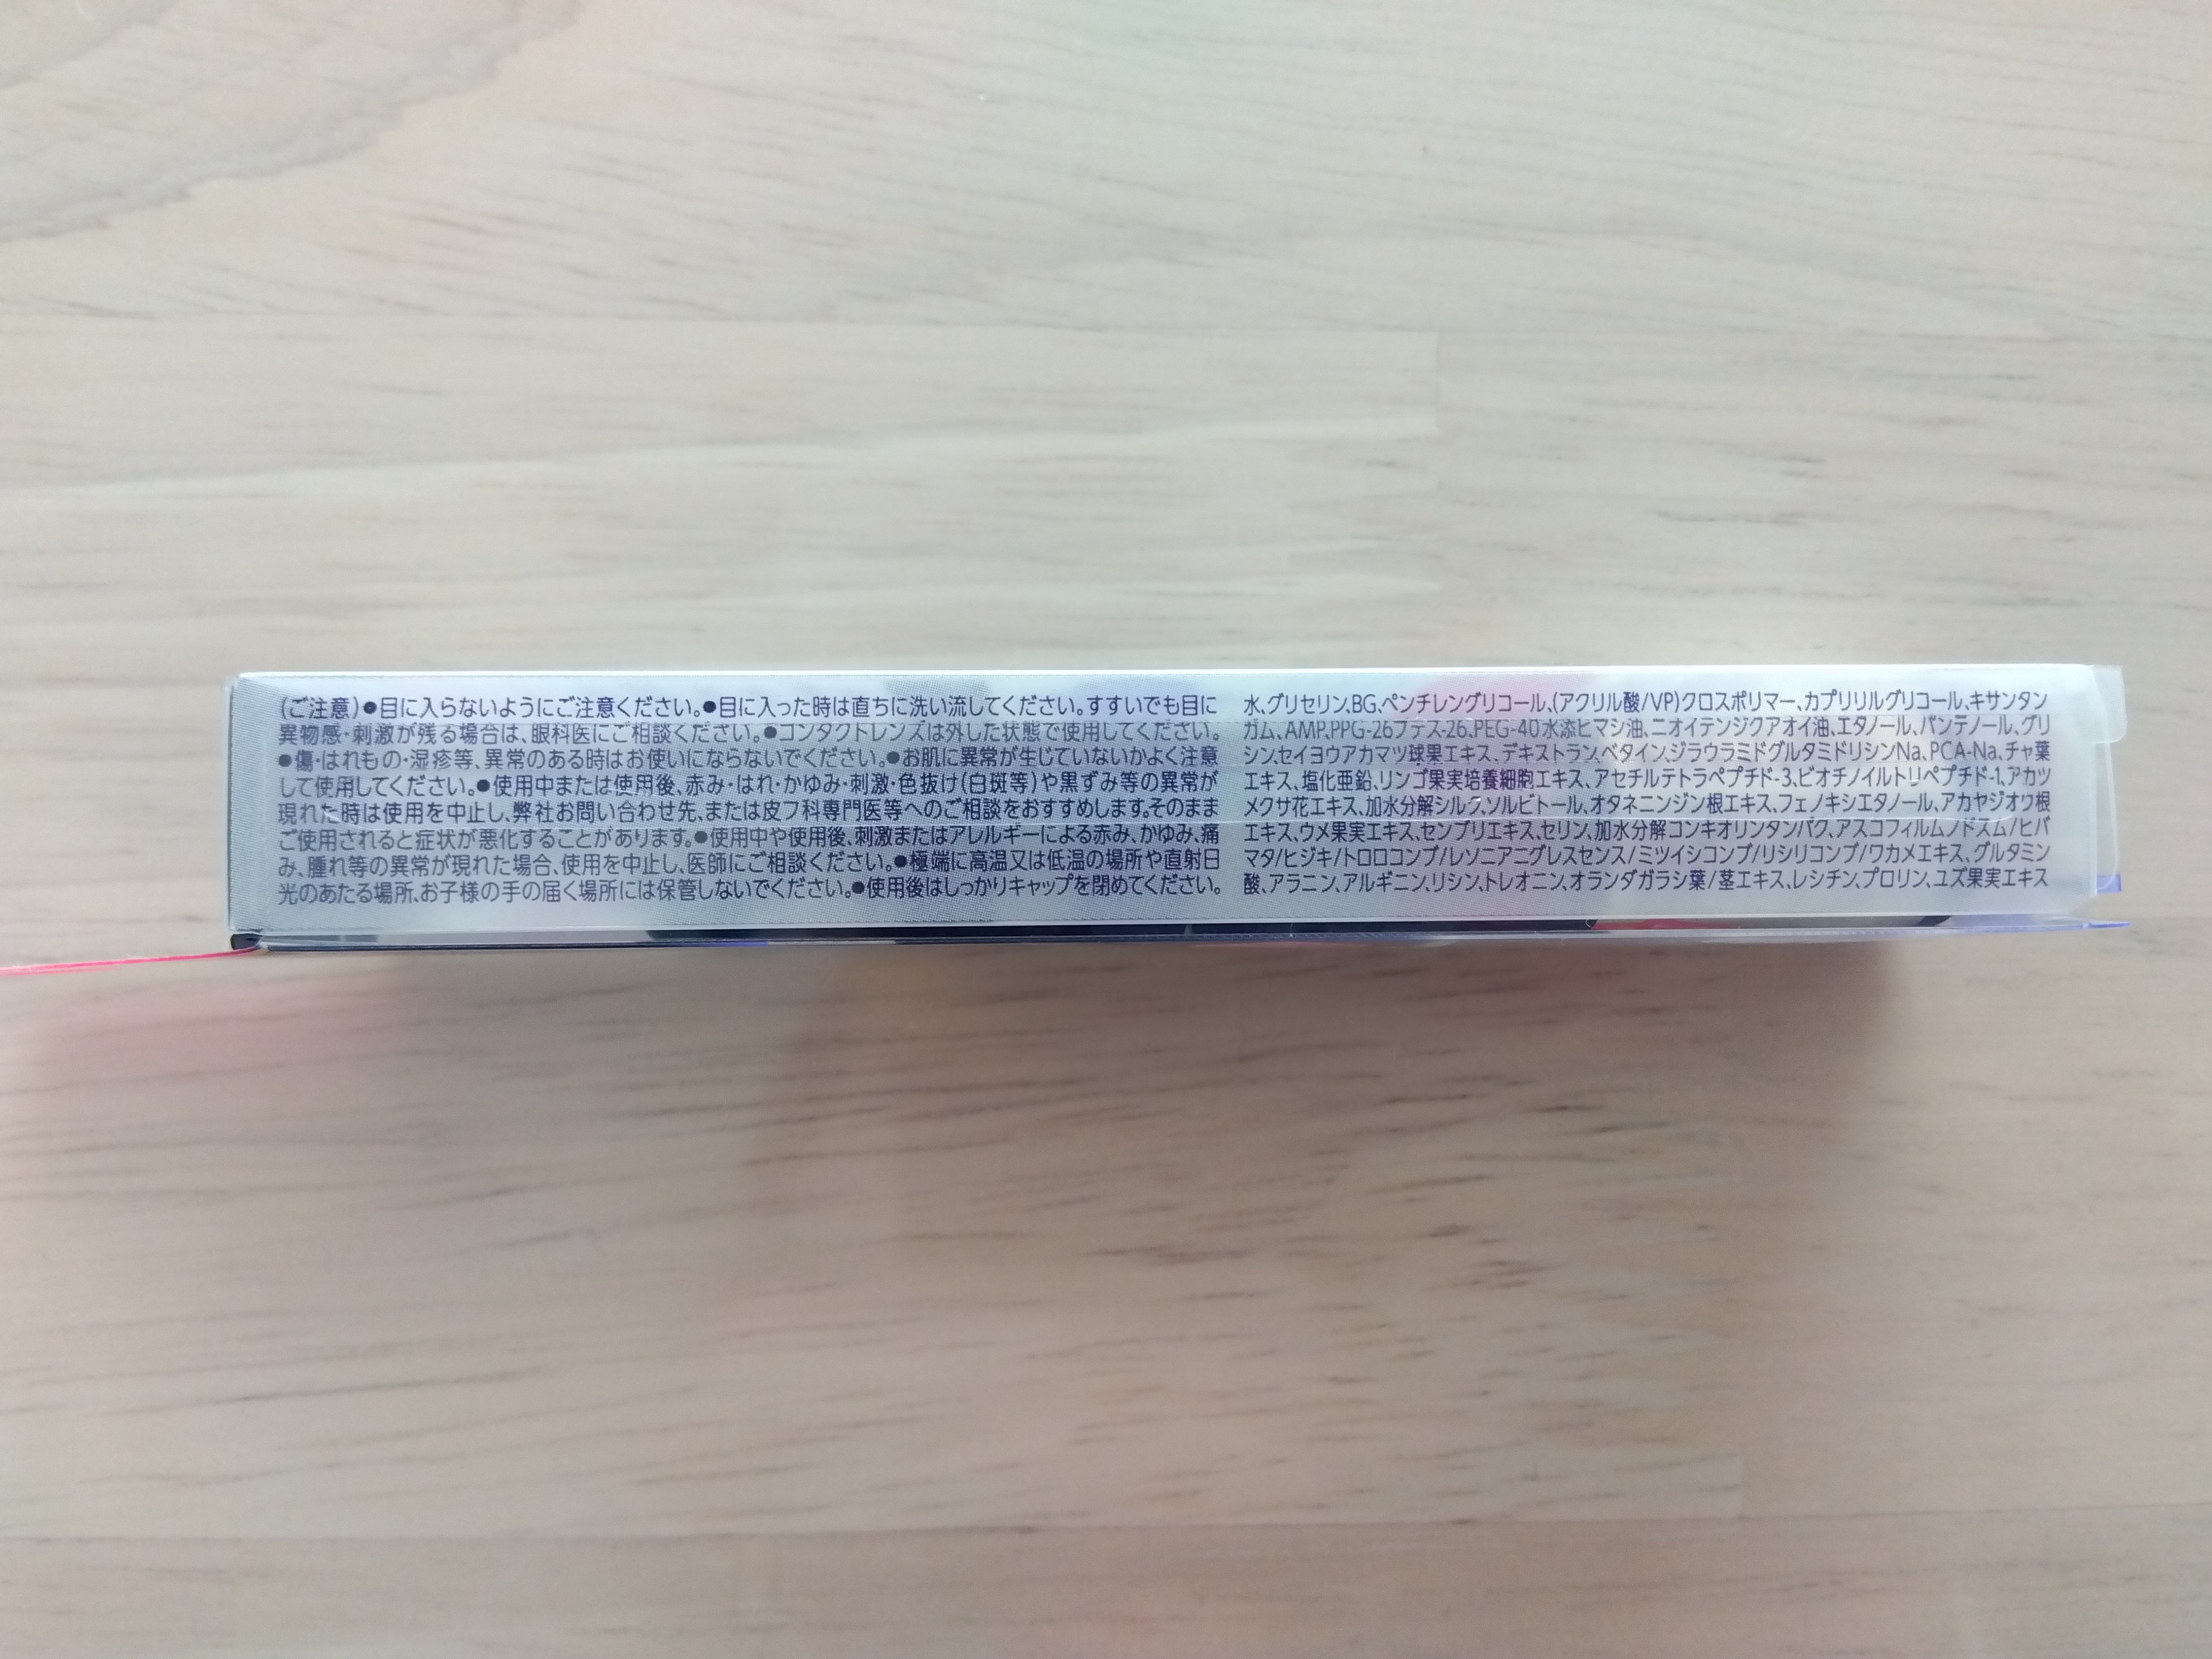 (ご注意)●目に入らないようにご注意ください。●目に入った時は直ちに洗い流してください。すすいでも目に
異物感・刺激が残る場合は、眼科医にご相談ください。●コンタクトレンズは外した状態で使用してください。
●傷・はれもの・湿疹等、異常のある時はお使いにならないでください。●お肌に異常が生じていないかよく注意
して使用してください。●使用中または使用後、赤み・はれ・かゆみ・刺激・色抜け(白斑等)や黒ずみ等の異常が
現れた時は使用を中止し、弊社お問い合わせ先、または皮フ科専門医等へのご相談をおすすめします。そのまま
ご使用されると症状が悪化することがあります。●使用中や使用後、刺激またはアレルギーによる赤み、かゆみ、痛
み、腫れ等の異常が現れた場合、使用を中止し、医師にご相談ください。●極端に高温又は低温の場所や直射日
光のあたる場所、お子様の手の届く場所には保管しないでください。●使用後はしっかりキャップを閉めてください。
水、グリセリン、BG、ペンチレングリコール、(アクリル酸/VP)クロスポリマー、カプリリルグリコール、キサンタン
ガム、AMP、PPG-26ブテス-26、PEG-40水添ヒマシ油、ニオイテンジクアオイ油、エタノール、パンテノール、グリ
シン、セイヨウアカマツ球果エキス、デキストラン、ベタイン、ジラウラミドグルタミドリシンNa、PCA-Na、チャ葉
エキス、塩化亜鉛、リンゴ果実培養細胞エキス、アセチルテトラペプチド-3、ビオチノイルトリペプチド-1、アカツ
メクサ花エキス、加水分解シルク、ソルビトール、オタネニンジン根エキス、フェノキシエタノール、アカヤジオウ根
エキス、ウメ果実エキス、センブリエキス、セリン、加水分解コンキオリンタンパク、アスコフィルムノドスム/ヒバ
マタ/ヒジキ/トロロコンブ/レソニアニグレスセンス/ミツイシコンブ/リシリコンブ/ワカメエキス、グルタミン
酸、アラニン、アルギニン、リシン、トレオニン、オランダガラシ葉/茎エキス、レシチン、プロリン、ユズ果実エキス